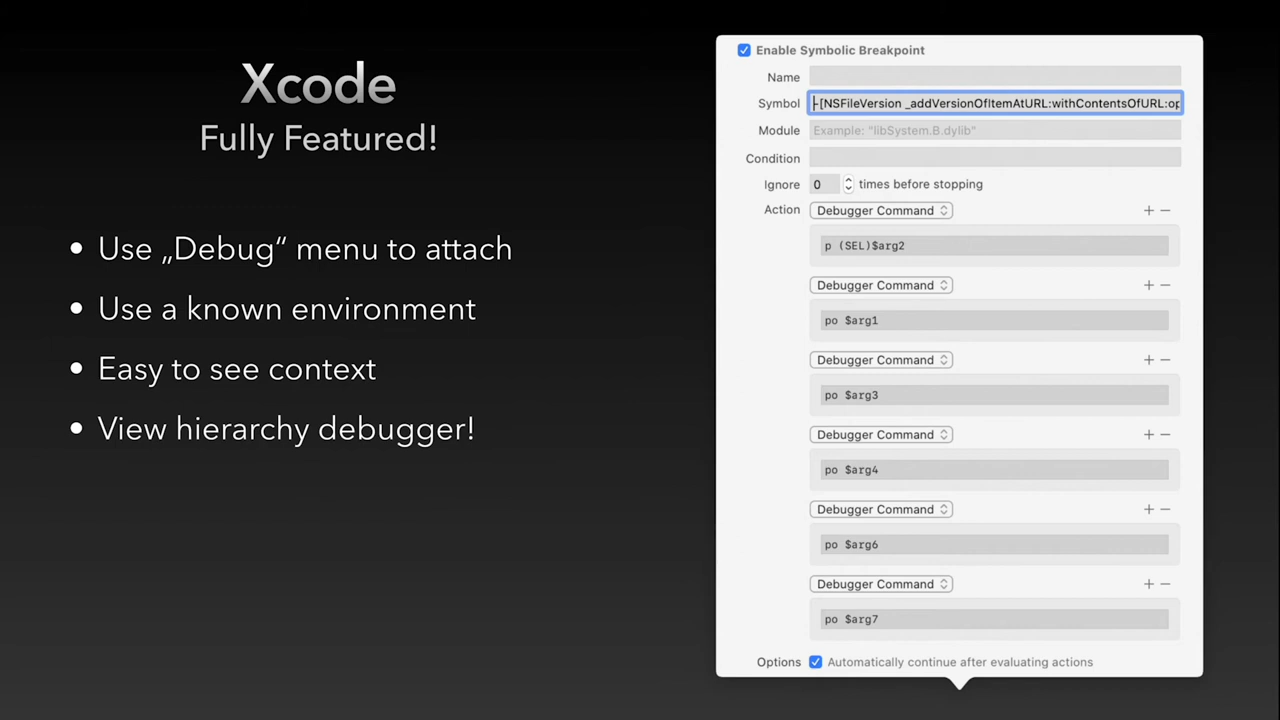 Xcode
Fully Featured!
• Use „Debug“ menu to attach
• Use a known environment
• Easy to see context
• View hierarchy debugger!
Enable Symbolic Breakpoint
Name
Symbol -[NSFileVersion _addVersionOfItemAtURL:withContentsOfURL:op
Module Example: "libSystem.B.dylib"
Condition
Ignore 0 times before stopping
Action Debugger Command + −
p (SEL)$arg2
Debugger Command + −
po $arg1
Debugger Command + −
po $arg3
Debugger Command + −
po $arg4
Debugger Command + −
po $arg6
Debugger Command + −
po $arg7
Options Automatically continue after evaluating actions